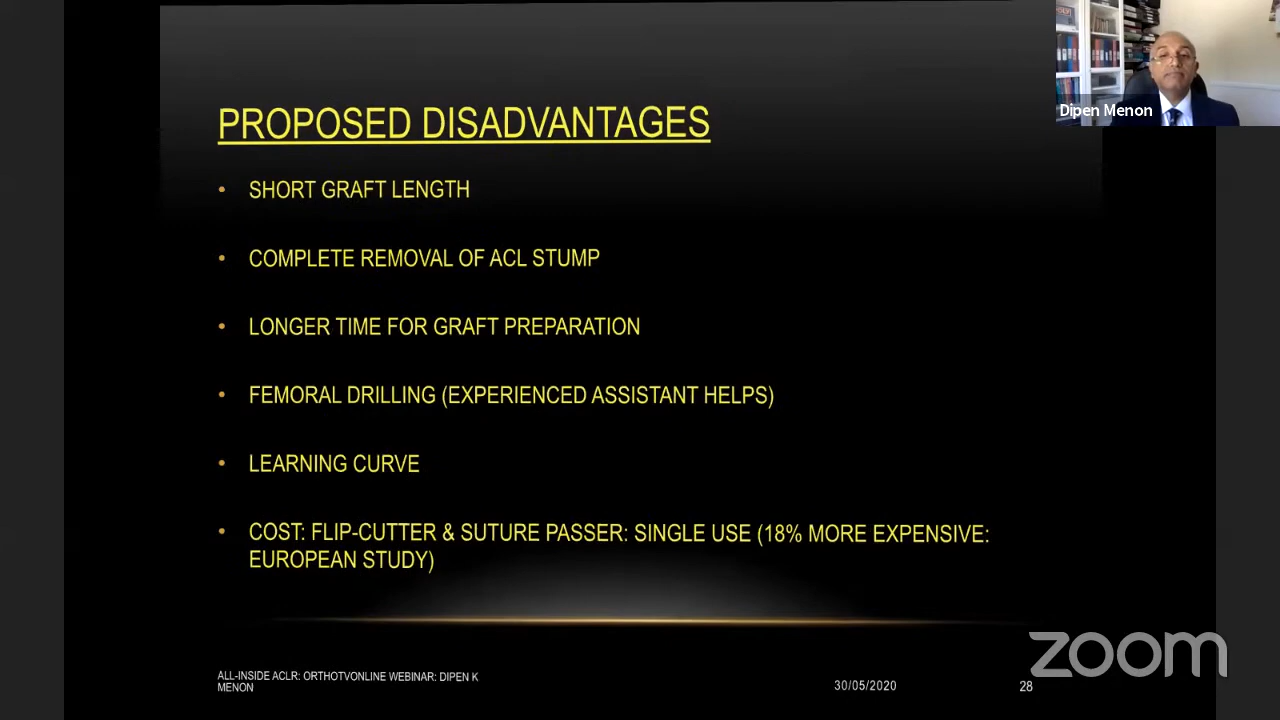 PROPOSED DISADVANTAGES
• SHORT GRAFT LENGTH
• COMPLETE REMOVAL OF ACL STUMP
• LONGER TIME FOR GRAFT PREPARATION
• FEMORAL DRILLING (EXPERIENCED ASSISTANT HELPS)
• LEARNING CURVE
• COST: FLIP-CUTTER & SUTURE PASSER: SINGLE USE (18% MORE EXPENSIVE:
EUROPEAN STUDY)
ALL-INSIDE ACLR: ORTHOTVONLINE WEBINAR: DIPEN K
MENON
30/05/2020
28
Dipen Menon
zoom